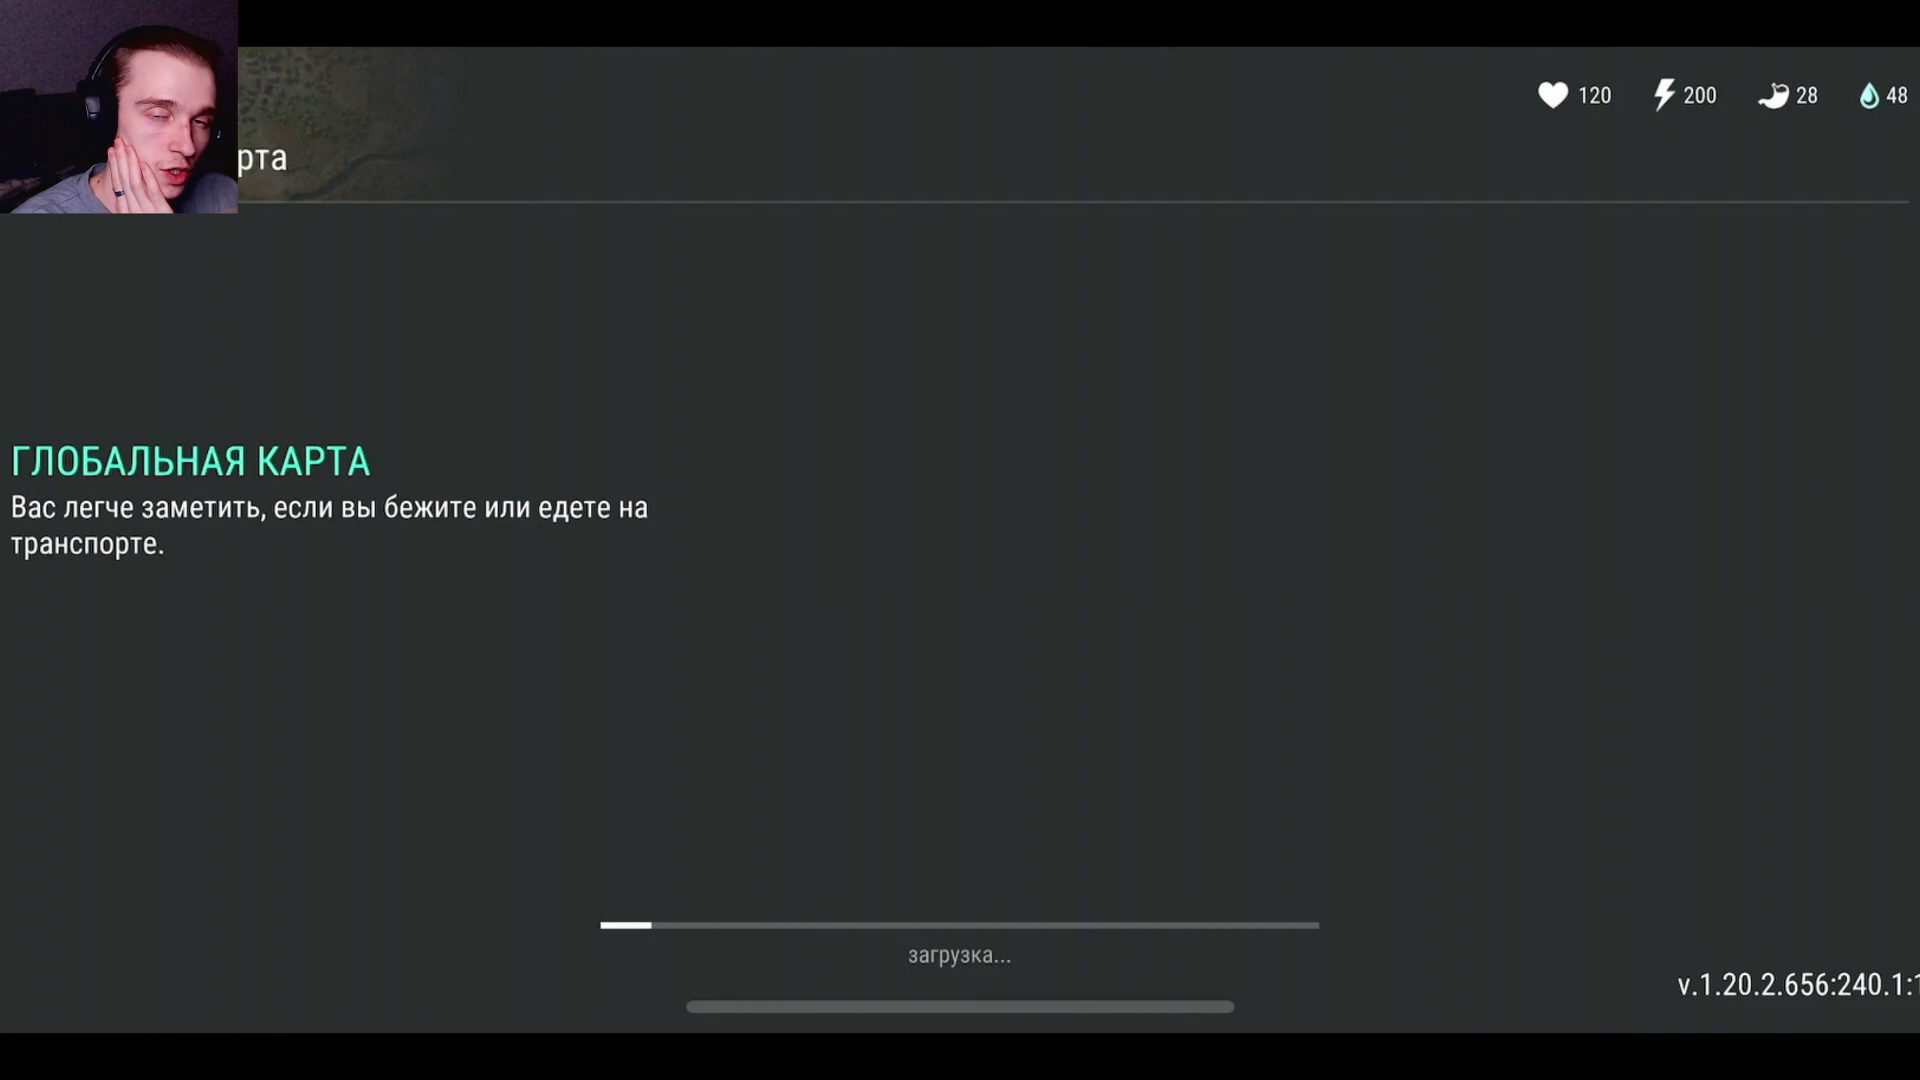 120 200 28 48
рта
ГЛОБАЛЬНАЯ КАРТА
Вас легче заметить, если вы бежите или едете на
транспорте.
загрузка...
v.1.20.2.656:240.1:1